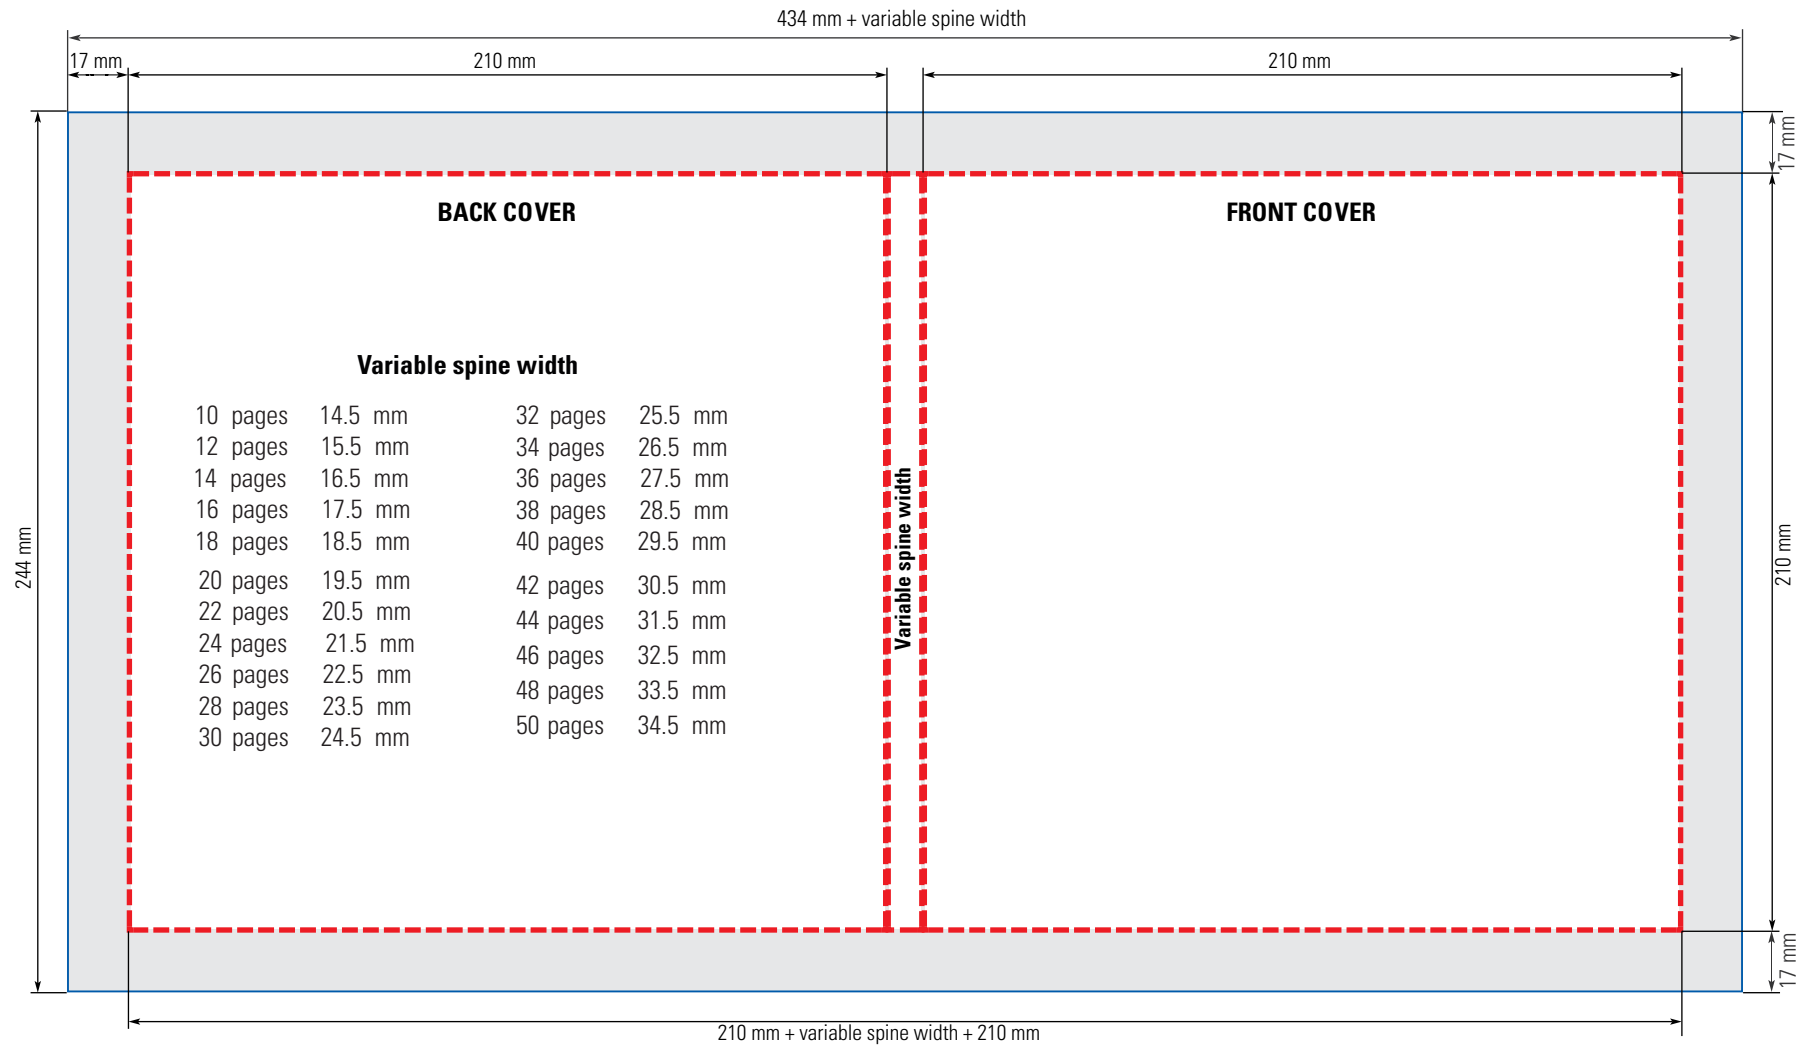 434 mm + variable spine width
17 mm
210 mm
210 mm
17 mm
BACK COVER
FRONT COVER
Variable spine width
10 pages 14.5 mm
12 pages 15.5 mm
14 pages 16.5 mm
16 pages 17.5 mm
18 pages 18.5 mm
20 pages 19.5 mm
22 pages 20.5 mm
24 pages 21.5 mm
26 pages 22.5 mm
28 pages 23.5 mm
30 pages 24.5 mm
32 pages 25.5 mm
34 pages 26.5 mm
36 pages 27.5 mm
38 pages 28.5 mm
40 pages 29.5 mm
42 pages 30.5 mm
44 pages 31.5 mm
46 pages 32.5 mm
48 pages 33.5 mm
50 pages 34.5 mm
Variable spine width
244 mm
210 mm
17 mm
210 mm + variable spine width + 210 mm